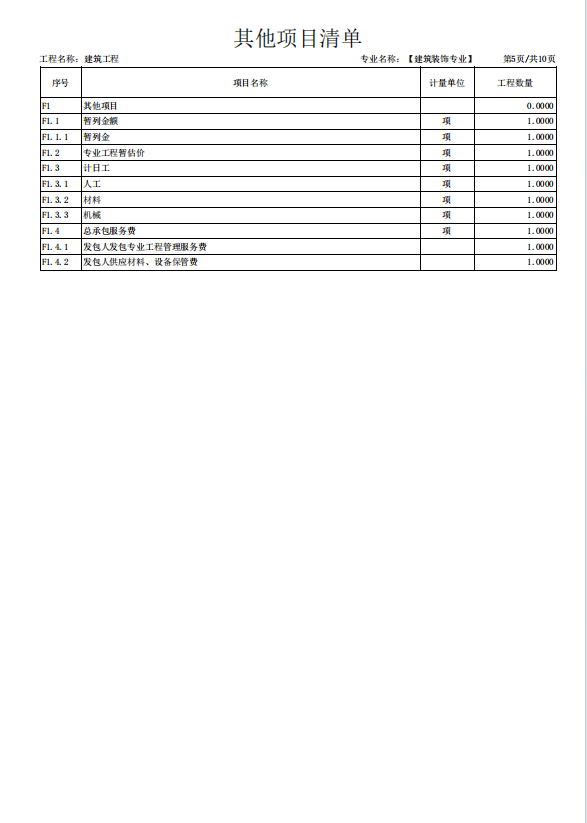 其他项目清单
工程名称：建筑工程 专业名称：【建筑装饰专业】 第5页/共10页
序号 项目名称 计量单位 工程数量
F1 其他项目 0.0000
F1.1 暂列金额 项 1.0000
F1.1.1 暂列金 项 1.0000
F1.2 专业工程暂估价 项 1.0000
F1.3 计日工 项 1.0000
F1.3.1 人工 项 1.0000
F1.3.2 材料 项 1.0000
F1.3.3 机械 项 1.0000
F1.4 总承包服务费 项 1.0000
F1.4.1 发包人发包专业工程管理服务费 1.0000
F1.4.2 发包人供应材料、设备保管费 1.0000